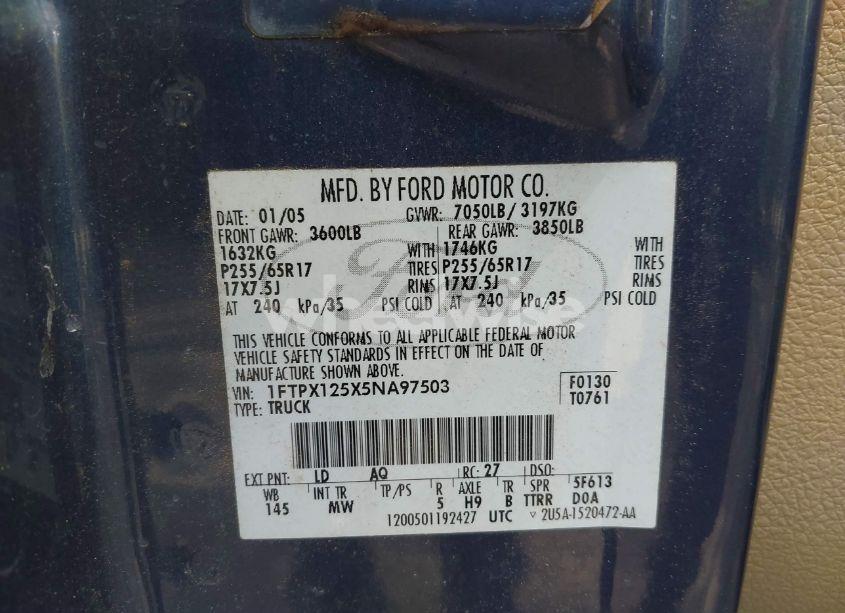 MFD. BY FORD MOTOR CO.
DATE: 01/05 GVWR: 7050LB/ 3197KG
FRONT GAWR: 3600LB REAR GAWR: 3850LB
1632KG WITH 1746KG WITH
P255/65R17 TIRES P255/65R17 TIRES
17X7.5J RIMS 17X7.5J RIMS
AT 240 kPa/35 PSI COLD AT 240 kPa/35 PSI COLD
THIS VEHICLE CONFORMS TO ALL APPLICABLE FEDERAL MOTOR
VEHICLE SAFETY STANDARDS IN EFFECT ON THE DATE OF
MANUFACTURE SHOWN ABOVE.
VIN: 1FTPX125X5NA97503 F0130
TYPE: TRUCK T0761
EXT PNT: LD AQ RC: 27 DSO:
WB INT TR TP/PS R AXLE TR SPR 5F613
145 MW 5 H9 B TTRR DOA
1200501192427 UTC ▽ 2U5A-1520472-AA